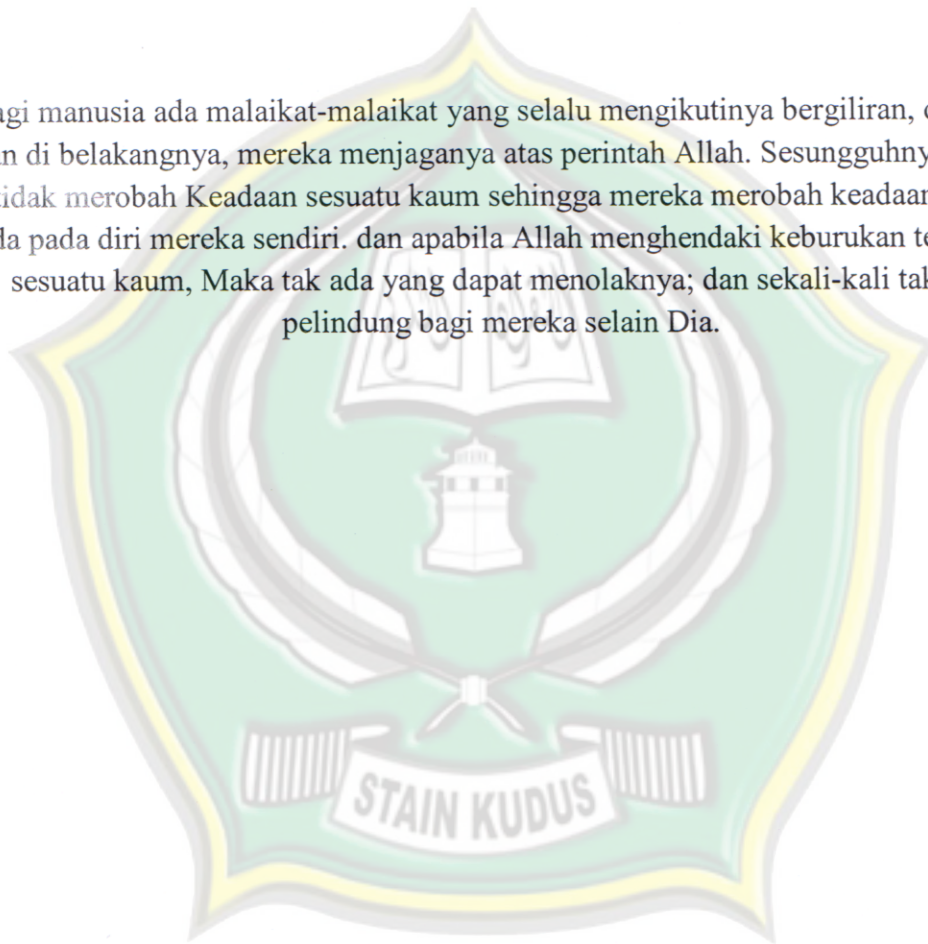 agi manusia ada malaikat-malaikat yang selalu mengikutinya bergiliran,
n di belakangnya, mereka menjaganya atas perintah Allah. Sesungguhny
tidak merobah Keadaan sesuatu kaum sehingga mereka merobah keadaan
da pada diri mereka sendiri. dan apabila Allah menghendaki keburukan te
sesuatu kaum, Maka tak ada yang dapat menolaknya; dan sekali-kali tak
pelindung bagi mereka selain Dia.
STAIN KUDUS